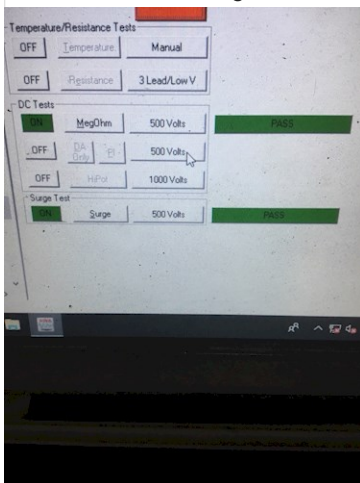 Temperature/Resistance Tests
OFF Temperature Manual
OFF Resistance 3 Lead/Low V
DC Tests
ON MegOhm 500 Volts PASS
OFF DA Only PI 500 Volts
OFF HiPot 1000 Volts
Surge Test
ON Surge 500 Volts PASS